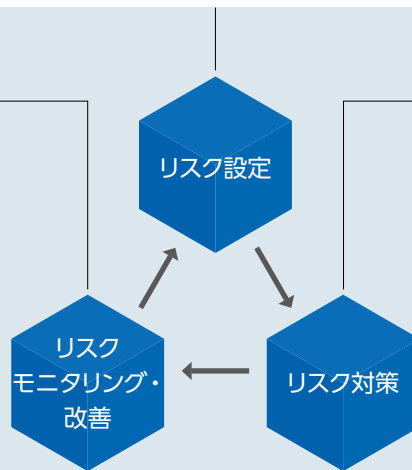 リスク設定
リスク
モニタリング・
改善
リスク対策